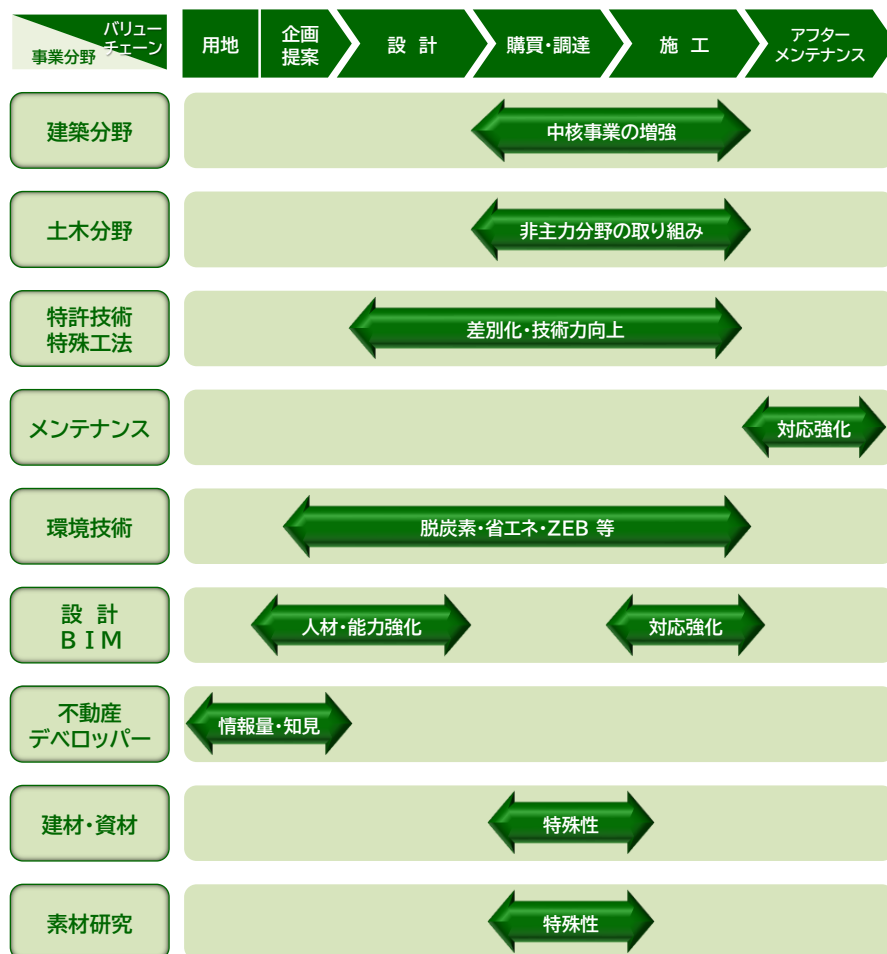 バリュー
チェーン
事業分野
用地
企画
提案
設 計
購買・調達
施 工
アフター
メンテナンス
建築分野
中核事業の増強
土木分野
非主力分野の取り組み
特許技術
特殊工法
差別化・技術力向上
メンテナンス
対応強化
環境技術
脱炭素・省エネ・ZEB 等
設 計
ＢＩＭ
人材・能力強化
対応強化
不動産
デベロッパー
情報量・知見
建材・資材
特殊性
素材研究
特殊性